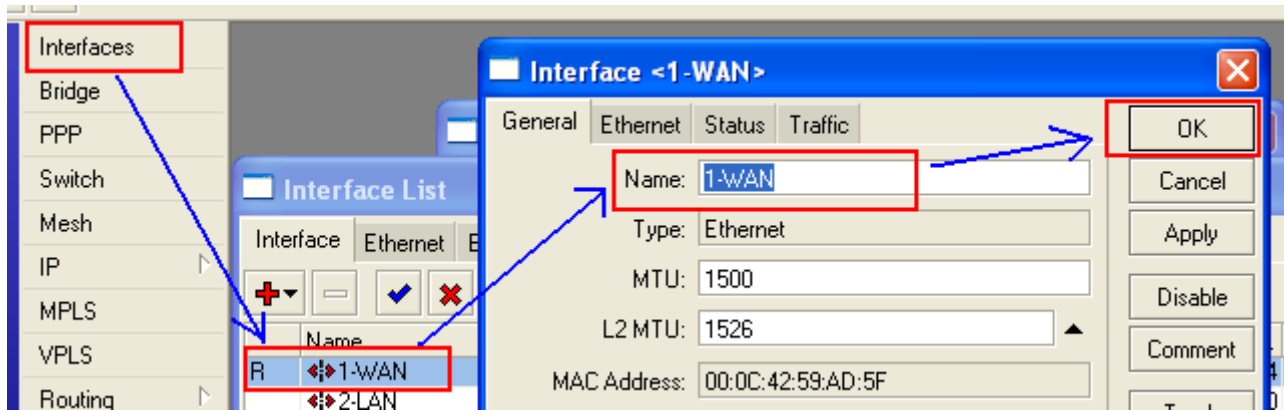 Interfaces
Bridge
PPP
Switch
Mesh
IP
MPLS
VPLS
Routing
Interface List
Interface Ethernet
Name
R 1-WAN
2-LAN
Interface <1-WAN>
General Ethernet Status Traffic
Name: 1-WAN
Type: Ethernet
MTU: 1500
L2 MTU: 1526
MAC Address: 00:0C:42:59:AD:5F
OK
Cancel
Apply
Disable
Comment